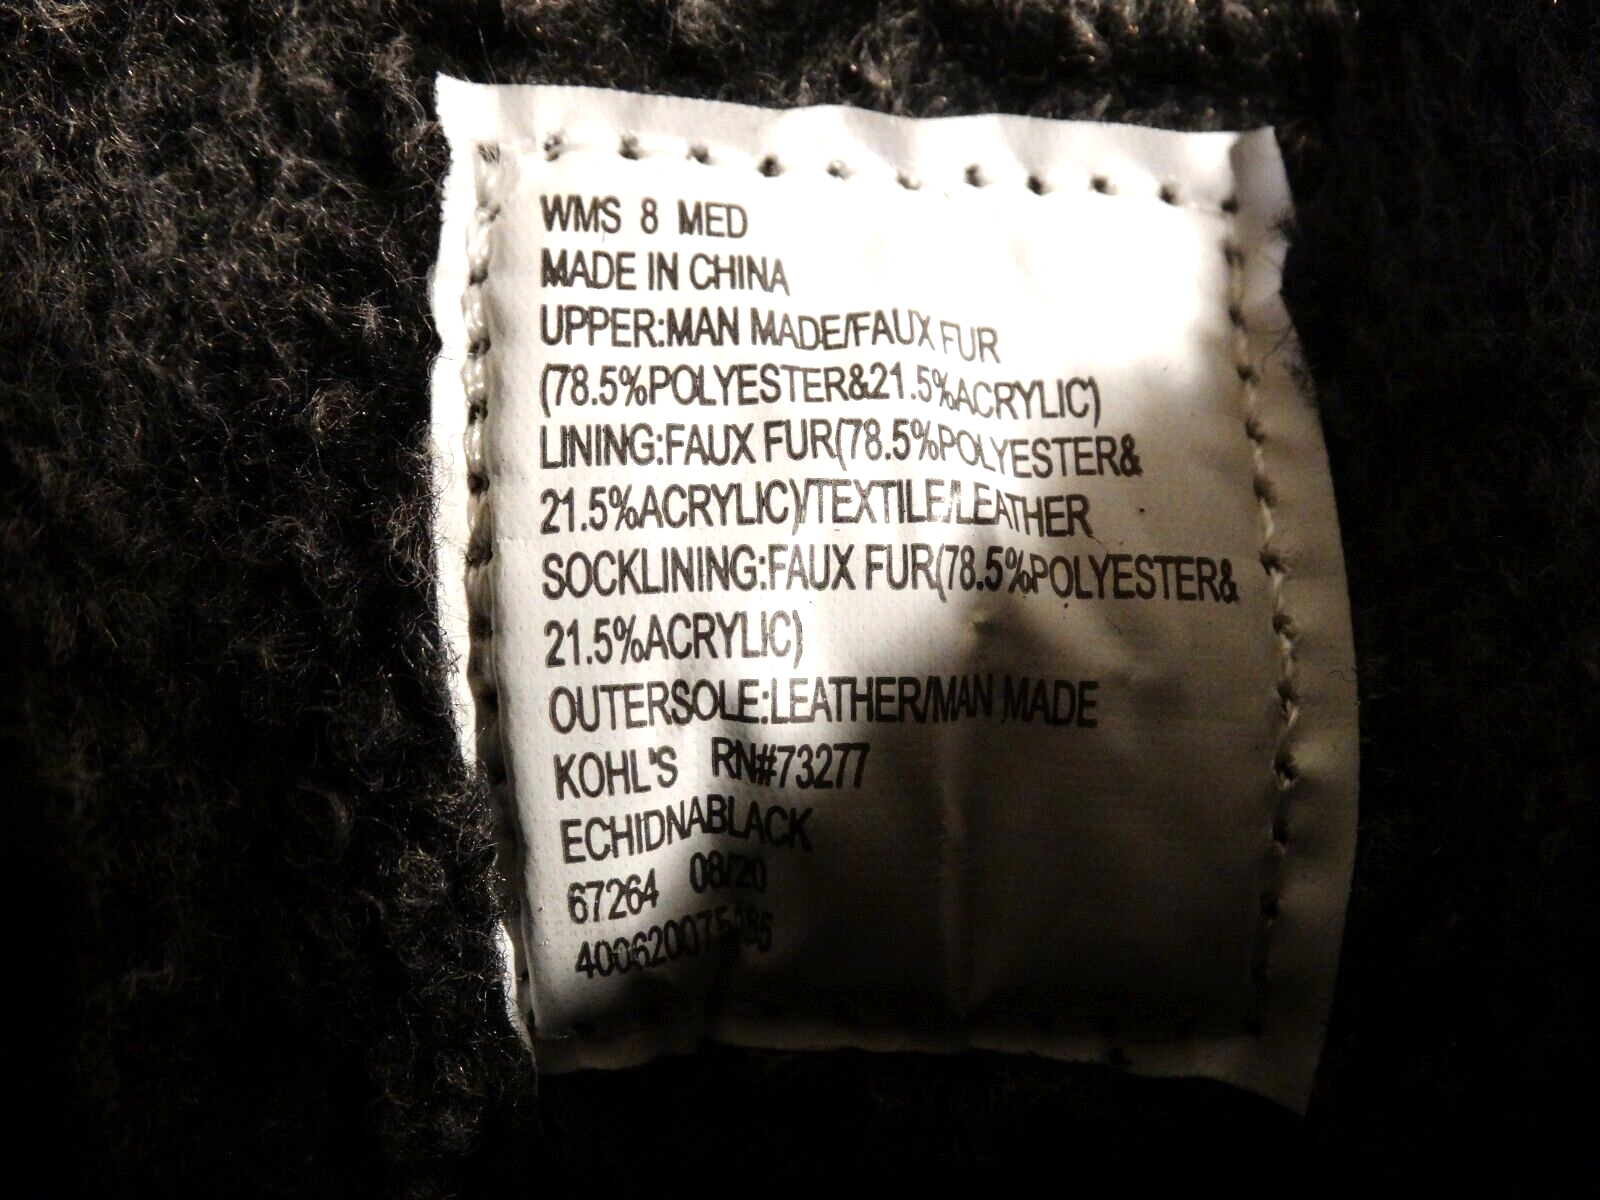 WMS 8 MED
MADE IN CHINA
UPPER:MAN MADE/FAUX FUR
(78.5%POLYESTER&21.5%ACRYLIC)
LINING:FAUX FUR(78.5%POLYESTER&
21.5%ACRYLIC)/TEXTILE/LEATHER
SOCKLINING:FAUX FUR(78.5%POLYESTER&
21.5%ACRYLIC)
OUTERSOLE:LEATHER/MAN MADE
KOHL'S RN#73277
ECHIDNABLACK
67264 08/20